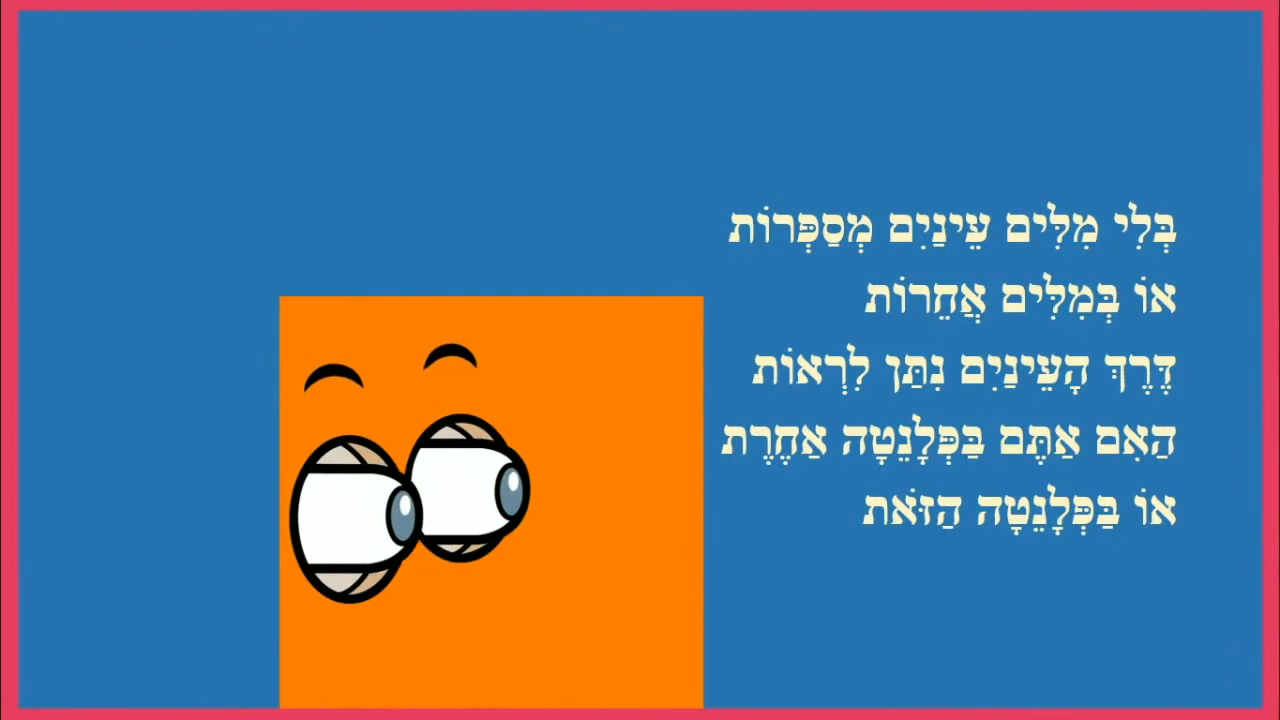 בְּלִי מִלִּים עֵינַיִם מְסַפְּרוֹת
אוֹ בְּמִלִּים אֲחֵרוֹת
דֶּרֶךְ הָעֵינַיִם נִתַּן לִרְאוֹת
הַאִם אַתֶּם בַּפְּלָנֵטָה אַחֶרֶת
אוֹ בַּפְּלָנֵטָה הַזֹּאת